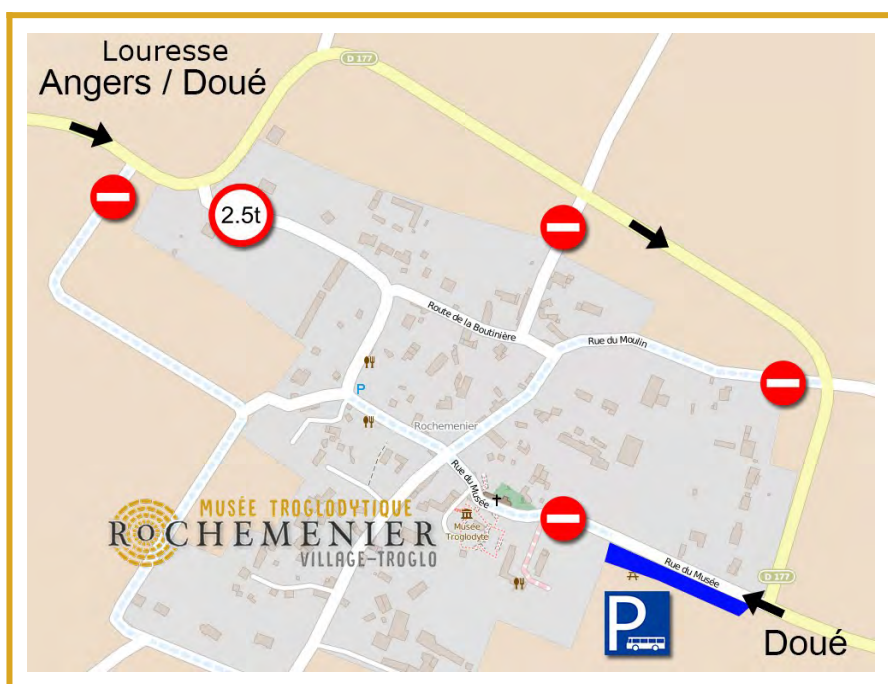 Louresse
Angers / Doué
D 177
2.5t
Route de la Boutinière
Rue du Moulin
P
Rochemenier
Rue du Musée
MUSÉE TROGLODYTIQUE
ROCHEMENIER
VILLAGE-TROGLO
Musée
Troglodyte
Rue du Musée
D 177
P
Doué